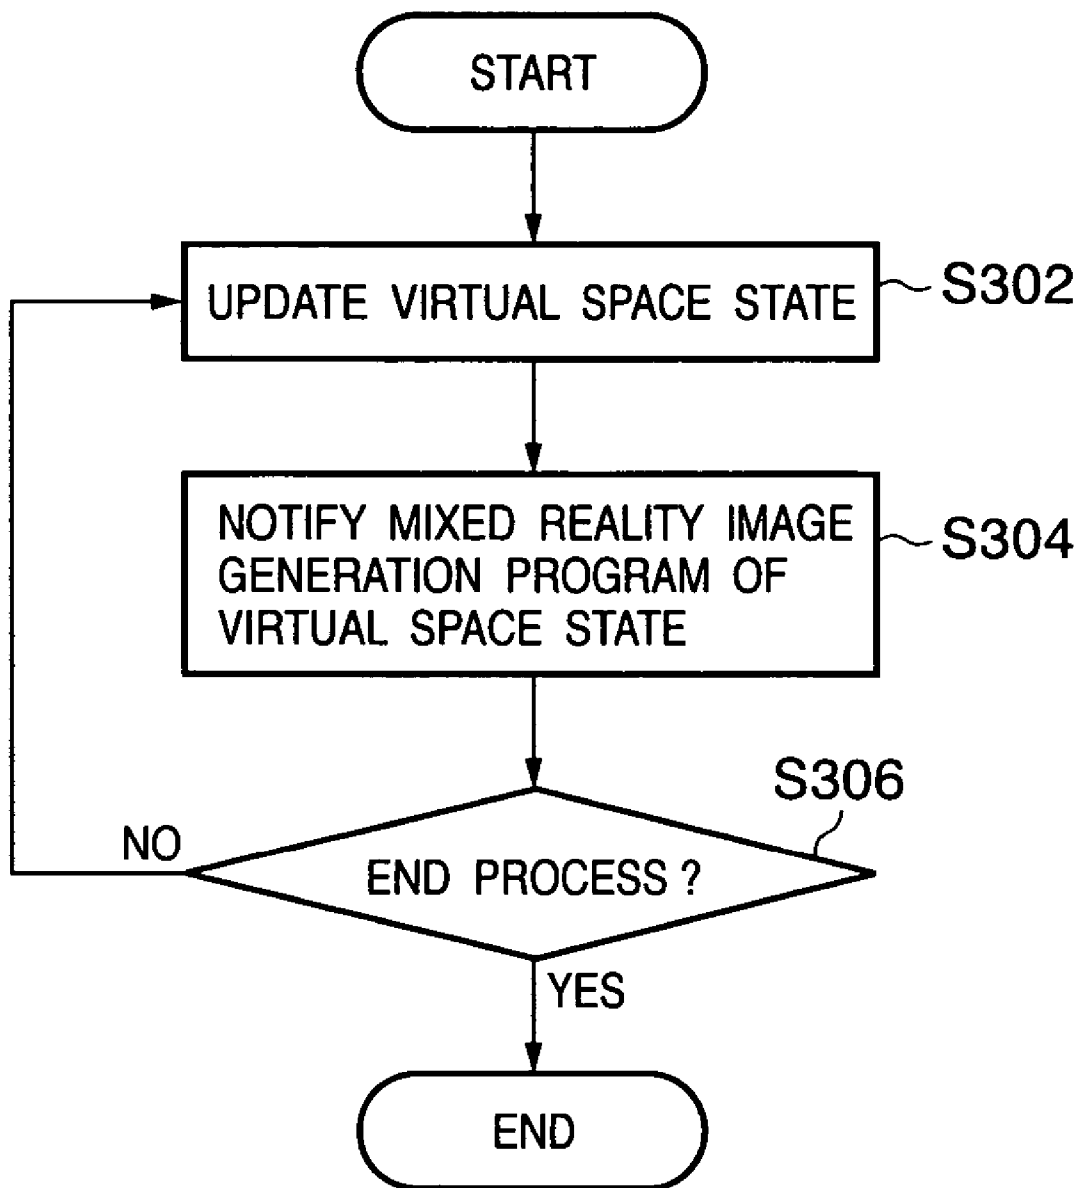 START
UPDATE VIRTUAL SPACE STATE
S302
NOTIFY MIXED REALITY IMAGE
GENERATION PROGRAM OF
VIRTUAL SPACE STATE
S304
S306
END PROCESS ?
NO
YES
END